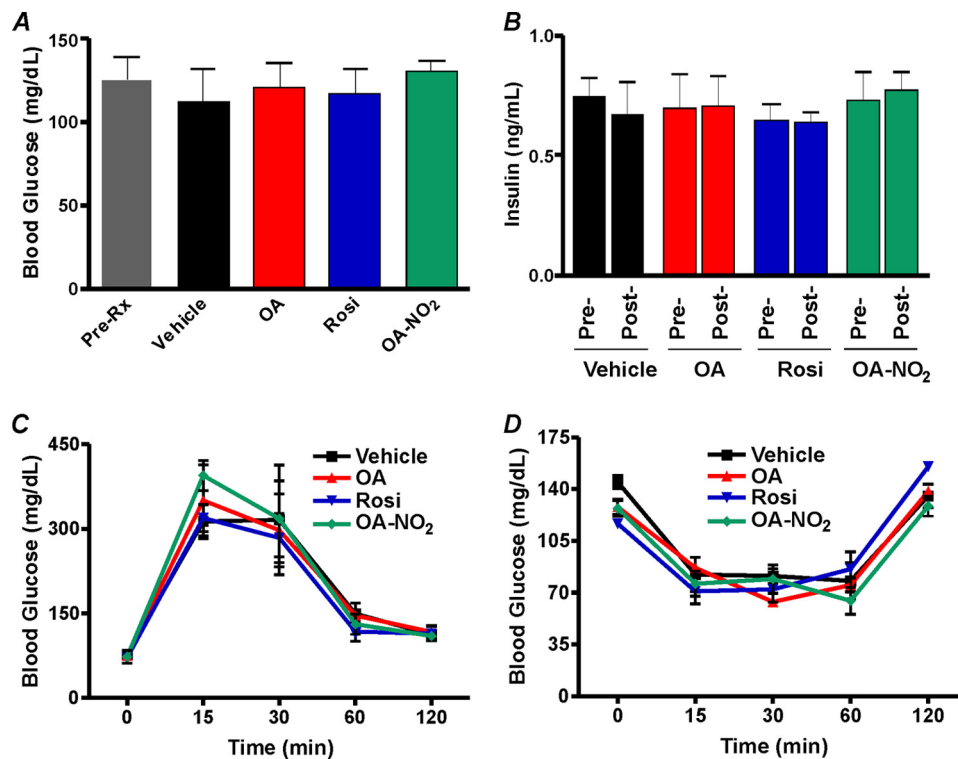 A
Blood Glucose (mg/dL)
150
100
50
0
Pre-Rx
Vehicle
OA
Rosi
OA-NO₂
B
Insulin (ng/mL)
1.0
0.5
0.0
Pre- Post- Pre- Post- Pre- Post- Pre- Post-
Vehicle OA Rosi OA-NO₂
C
Blood Glucose (mg/dL)
450
300
150
0
Vehicle
OA
Rosi
OA-NO₂
0 15 30 60 120
Time (min)
D
Blood Glucose (mg/dL)
175
140
105
70
35
0
Vehicle
OA
Rosi
OA-NO₂
0 15 30 60 120
Time (min)